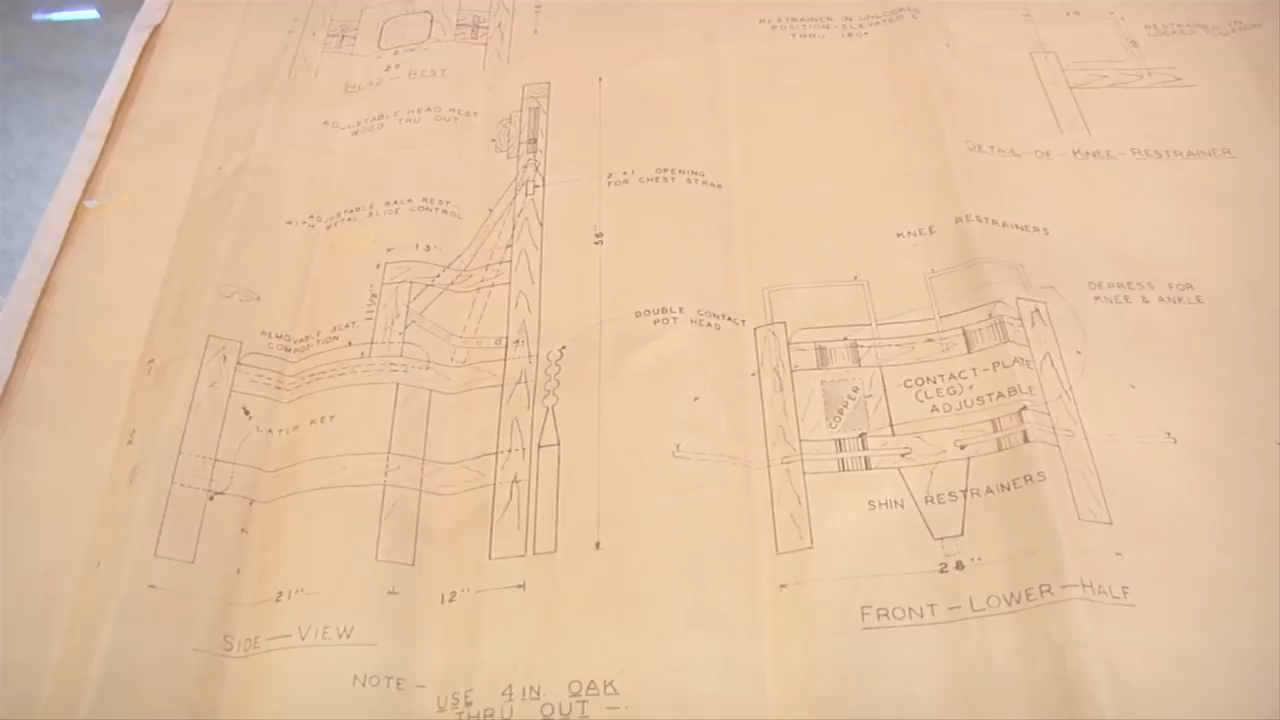 RESTRAINER IN UNLOCKED
POSITION-ELEVATED &
THRU 180°
RESTRAINER IN
LOCKED
HEAD-REST
ADJUSTABLE HEAD REST
WOOD THRU OUT
DETAIL-OF-KNEE-RESTRAINER
2 × 1 OPENING
FOR CHEST STRAP
ADJUSTABLE BACK REST
WITH METAL SLIDE CONTROL
13"
56"
11½"
KNEE RESTRAINERS
DEPRESS FOR
KNEE & ANKLE
DOUBLE CONTACT
POT HEAD
REMOVABLE SEAT,
COMPOSITION
CONTACT-PLATE
(LEG)
ADJUSTABLE
COPPER
LATCH KEY
SHIN RESTRAINERS
28"
21"
12"
FRONT-LOWER-HALF
SIDE-VIEW
NOTE-
USE 4 IN. OAK
THRU OUT-.